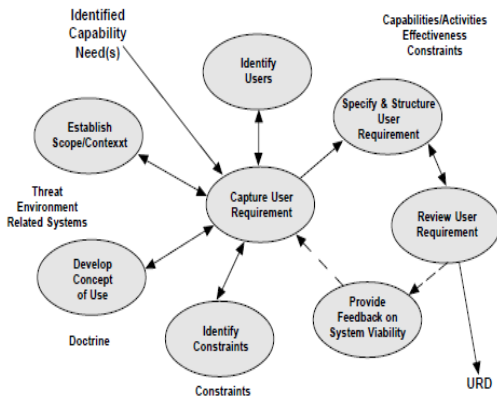 Identified
Capability
Need(s)
Capabilities/Activities
Effectiveness
Constraints
Identify
Users
Specify & Structure
User
Requirement
Establish
Scope/Contexxt
Threat
Environment
Related Systems
Capture User
Requirement
Review User
Requirement
Develop
Concept
of Use
Provide
Feedback on
System Viability
Identify
Constraints
Doctrine
Constraints
URD